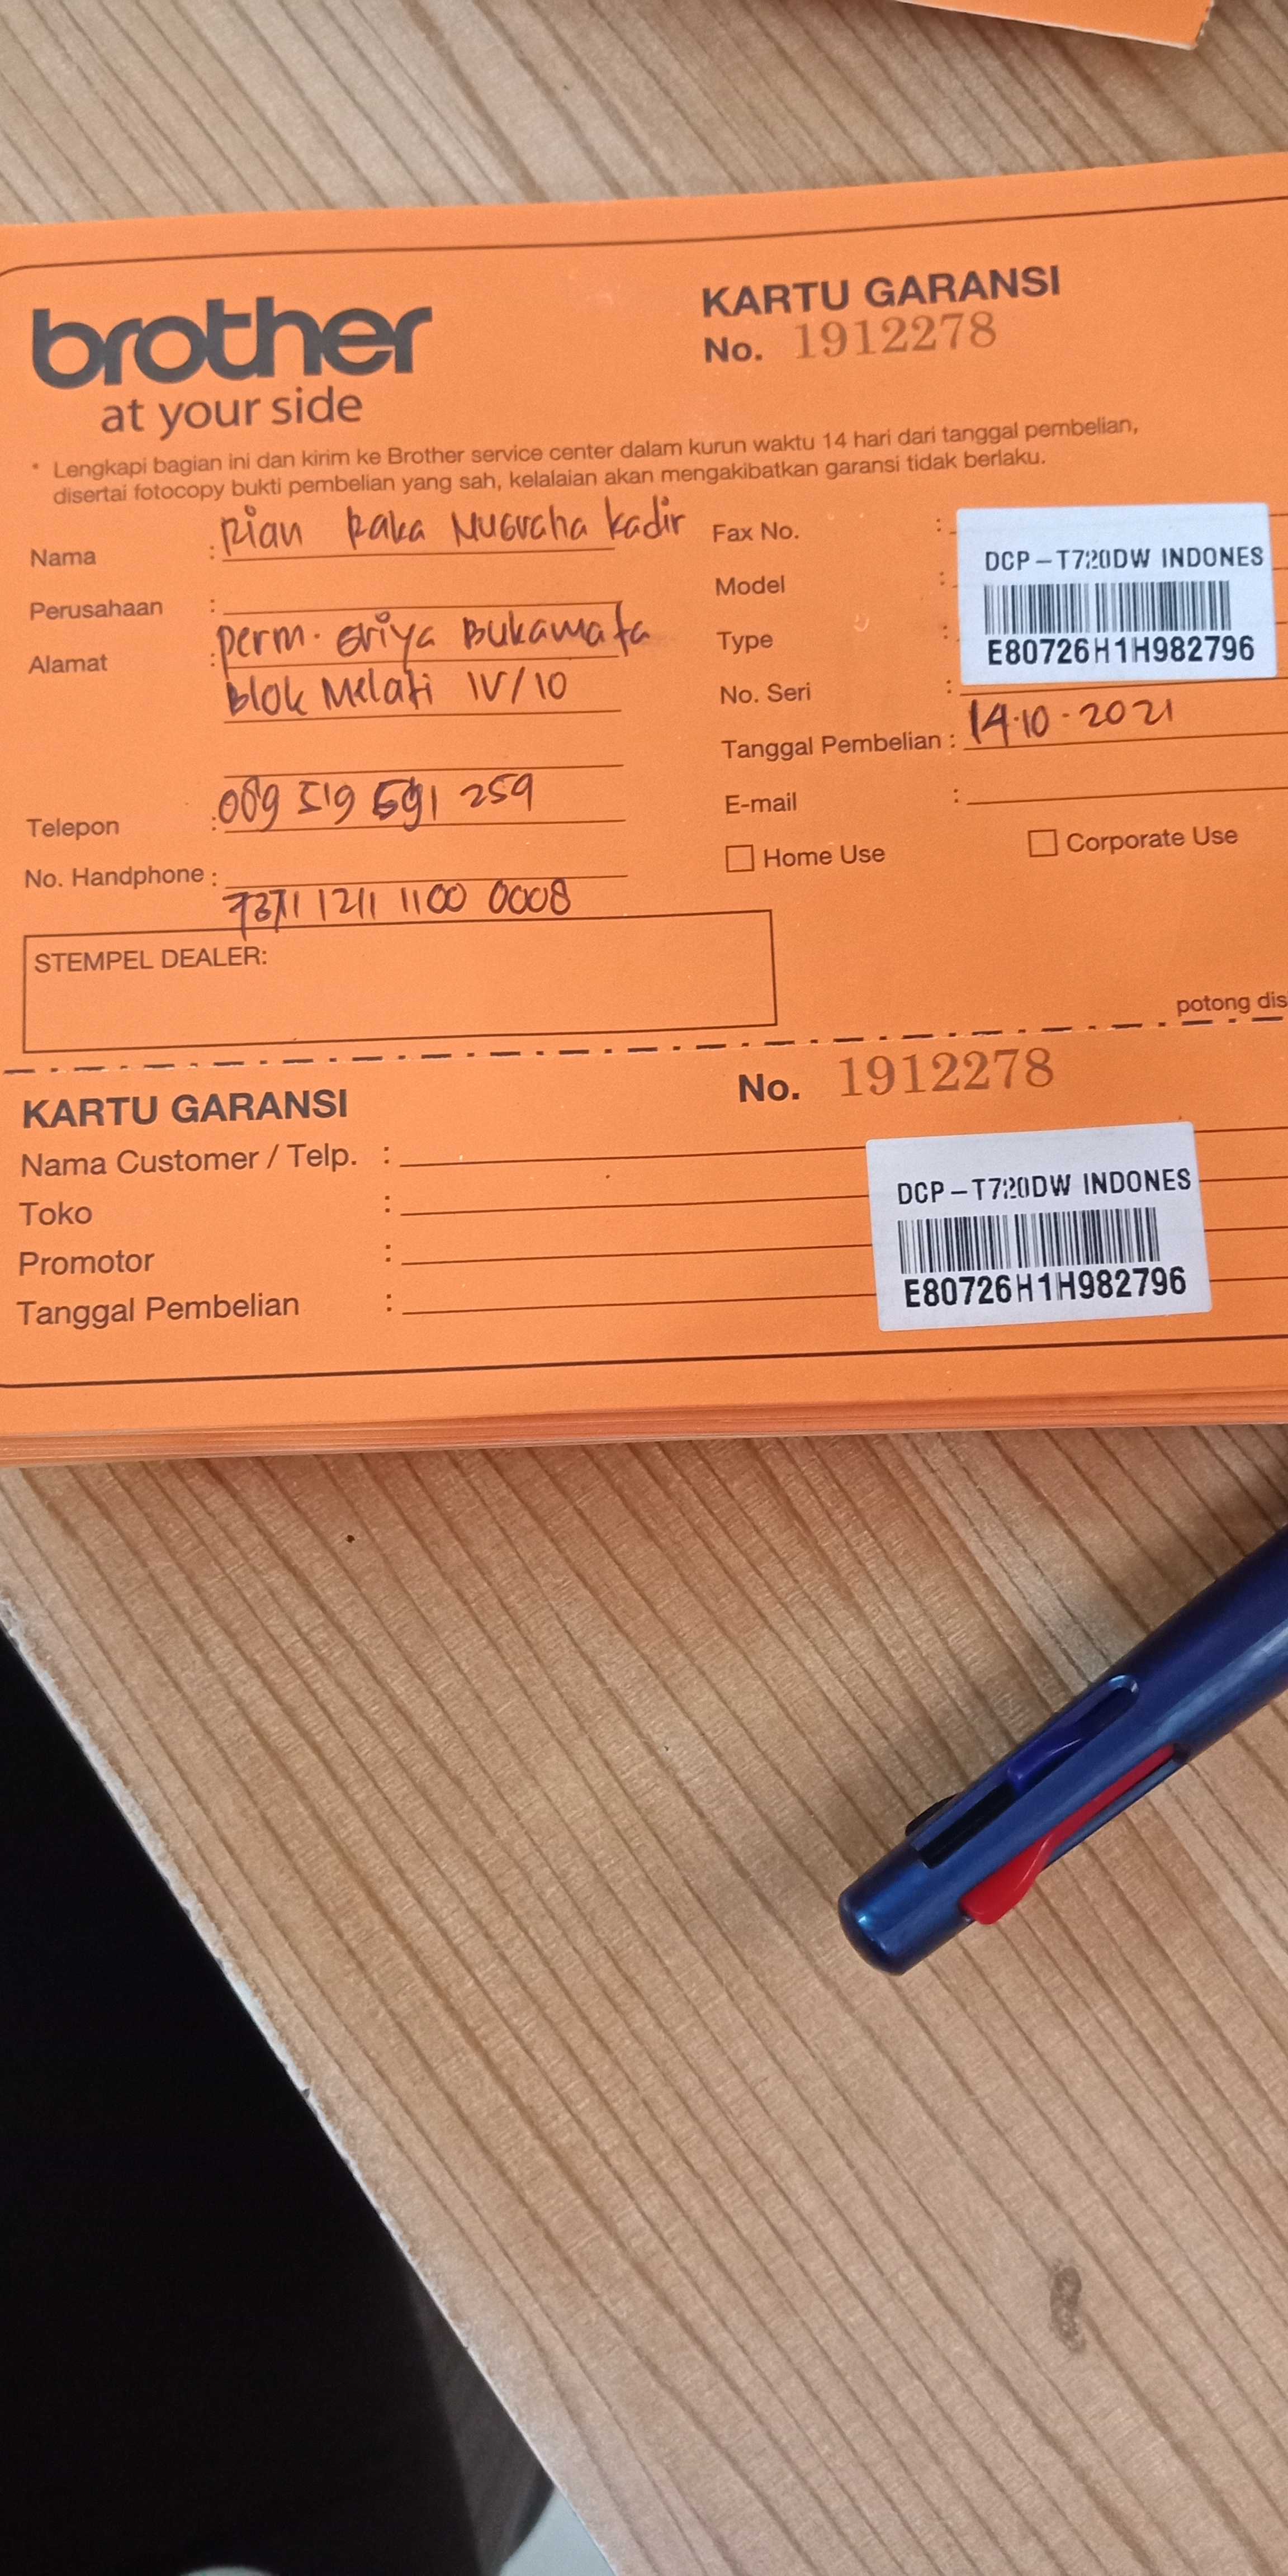 brother
at your side
KARTU GARANSI
No. 1912278
* Lengkapi bagian ini dan kirim ke Brother service center dalam kurun waktu 14 hari dari tanggal pembelian,
disertai fotocopy bukti pembelian yang sah, kelalaian akan mengakibatkan garansi tidak berlaku.
Nama : Rian Raka Nugraha Kadir
Perusahaan :
Alamat : Perm. Griya Bukamata
Blok Melati IV/10
Telepon : 089 519 591 259
No. Handphone :
7371 1211 1100 0008
STEMPEL DEALER:
Fax No. :
Model :
Type :
No. Seri :
DCP-T720DW INDONES
E80726H1H982796
Tanggal Pembelian : 14.10.2021
E-mail :
Home Use
Corporate Use
potong dis
KARTU GARANSI
No. 1912278
Nama Customer / Telp. :
Toko :
Promotor :
Tanggal Pembelian :
DCP-T720DW INDONES
E80726H1H982796